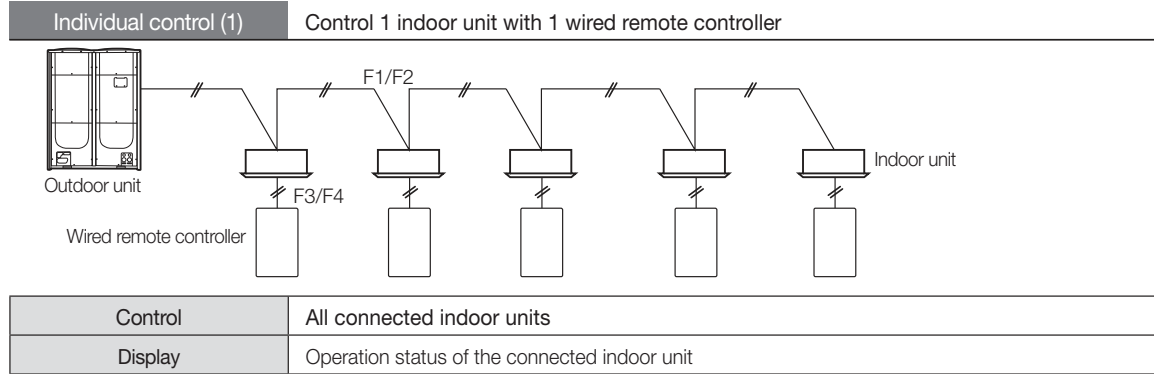 Individual control (1) Control 1 indoor unit with 1 wired remote controller
F1/F2
Indoor unit
Outdoor unit
F3/F4
Wired remote controller
Control All connected indoor units
Display Operation status of the connected indoor unit